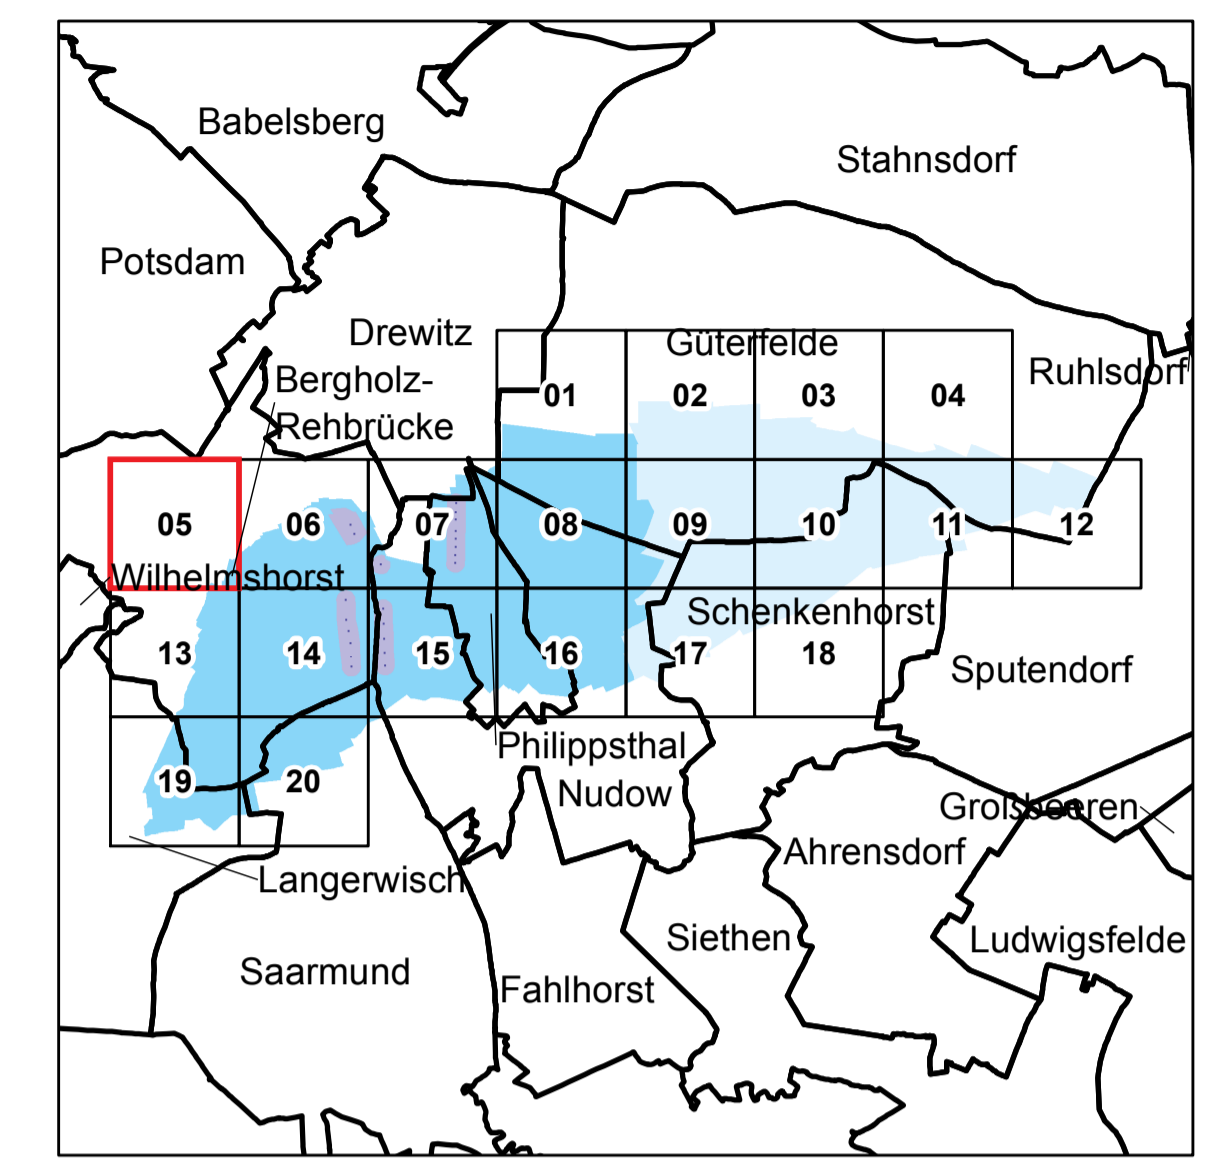 Babelsberg
Stahnsdorf
Potsdam
Drewitz
Güterfelde
Ruhlsdorf
Bergholz-
Rehbrücke
01
02
03
04
05
06
07
08
09
10
11
12
Wilhelmshorst
Schenkenhorst
13
14
15
16
17
18
Sputendorf
Philippsthal
19
20
Nudow
Großbeeren
Ahrensdorf
Langerwisch
Siethen
Ludwigsfelde
Saarmund
Fahlhorst